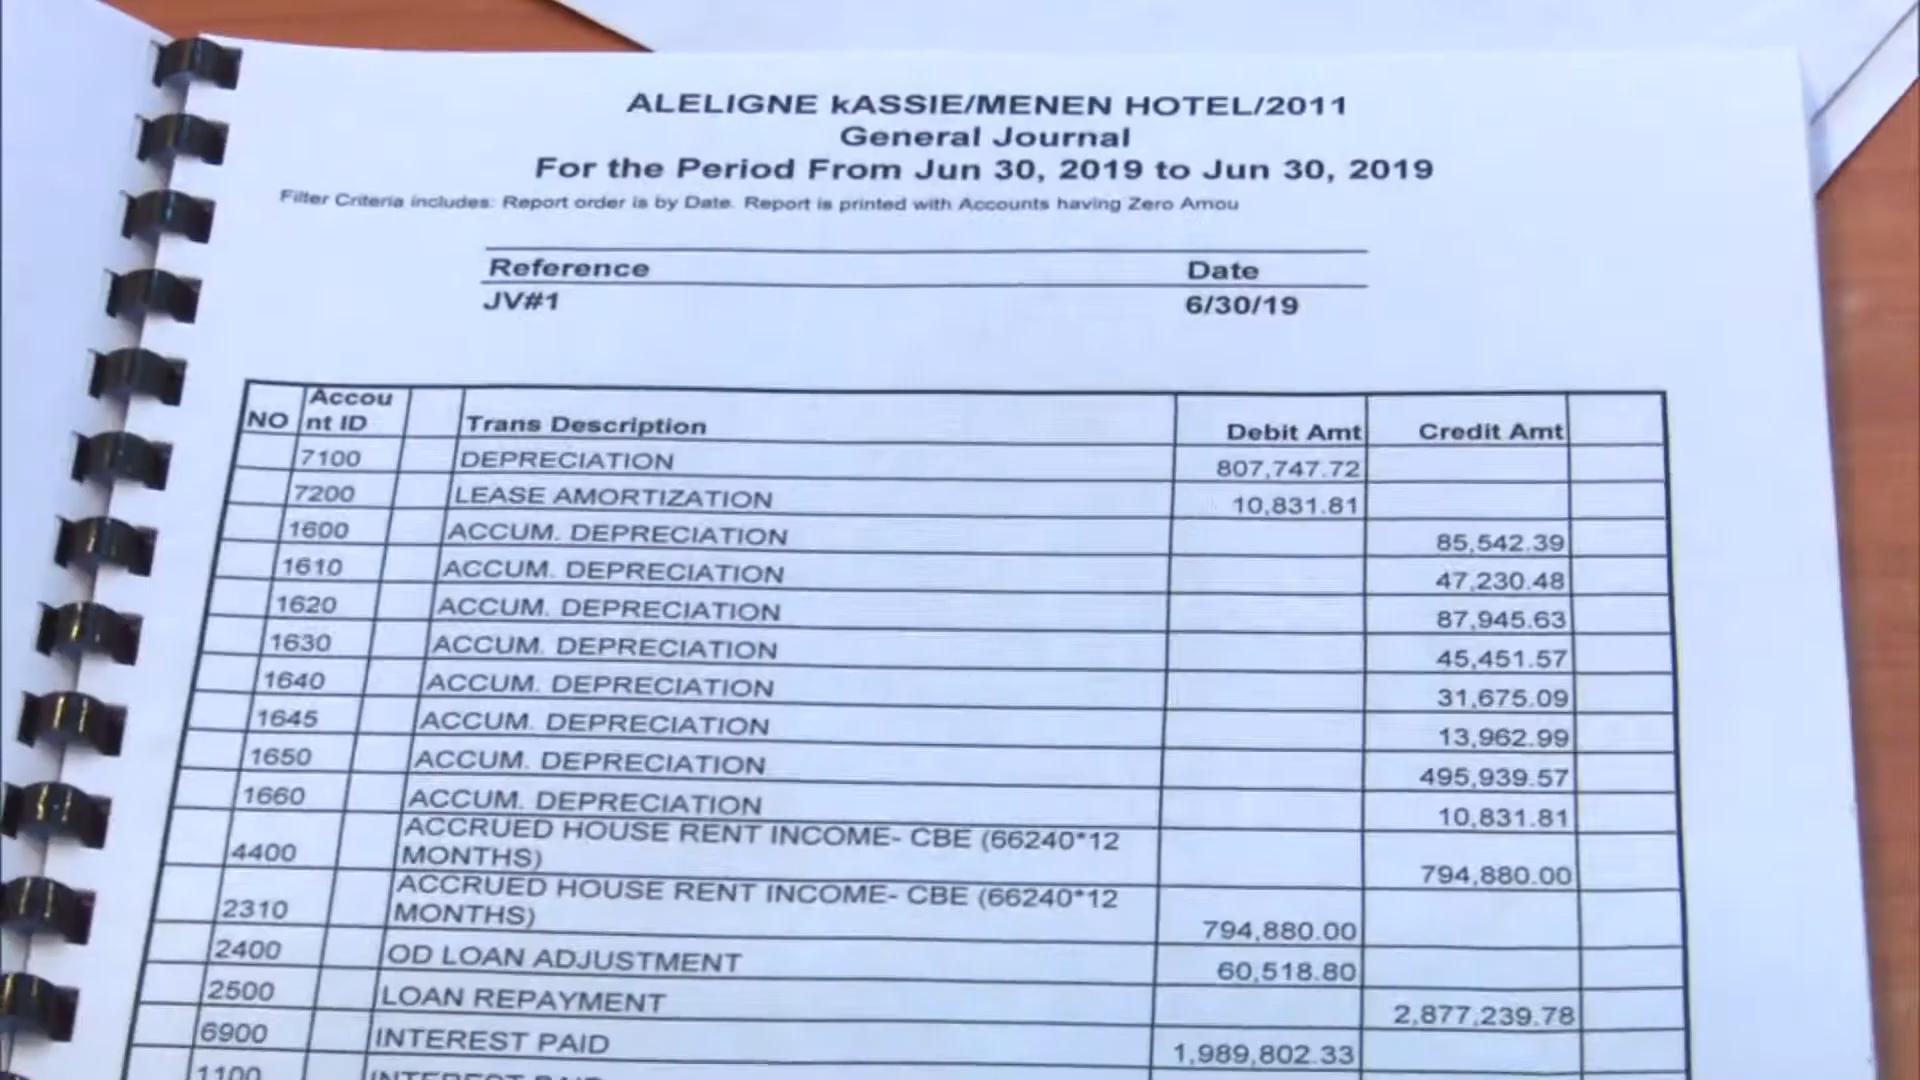 ALELIGNE kASSIE/MENEN HOTEL/2011
General Journal
For the Period From Jun 30, 2019 to Jun 30, 2019
Filter Criteria includes: Report order is by Date. Report is printed with Accounts having Zero Amou
Reference Date
JV#1 6/30/19
NO Accou
nt ID Trans Description Debit Amt Credit Amt
7100 DEPRECIATION 807,747.72
7200 LEASE AMORTIZATION 10,831.81
1600 ACCUM. DEPRECIATION 85,542.39
1610 ACCUM. DEPRECIATION 47,230.48
1620 ACCUM. DEPRECIATION 87,945.63
1630 ACCUM. DEPRECIATION 45,451.57
1640 ACCUM. DEPRECIATION 31,675.09
1645 ACCUM. DEPRECIATION 13,962.99
1650 ACCUM. DEPRECIATION 495,939.57
1660 ACCUM. DEPRECIATION 10,831.81
4400 ACCRUED HOUSE RENT INCOME- CBE (66240*12
MONTHS) 794,880.00
2310 ACCRUED HOUSE RENT INCOME- CBE (66240*12
MONTHS) 794,880.00
2400 OD LOAN ADJUSTMENT 60,518.80
2500 LOAN REPAYMENT 2,877,239.78
6900 INTEREST PAID 1,989,802.33
1100 INTEREST PAID